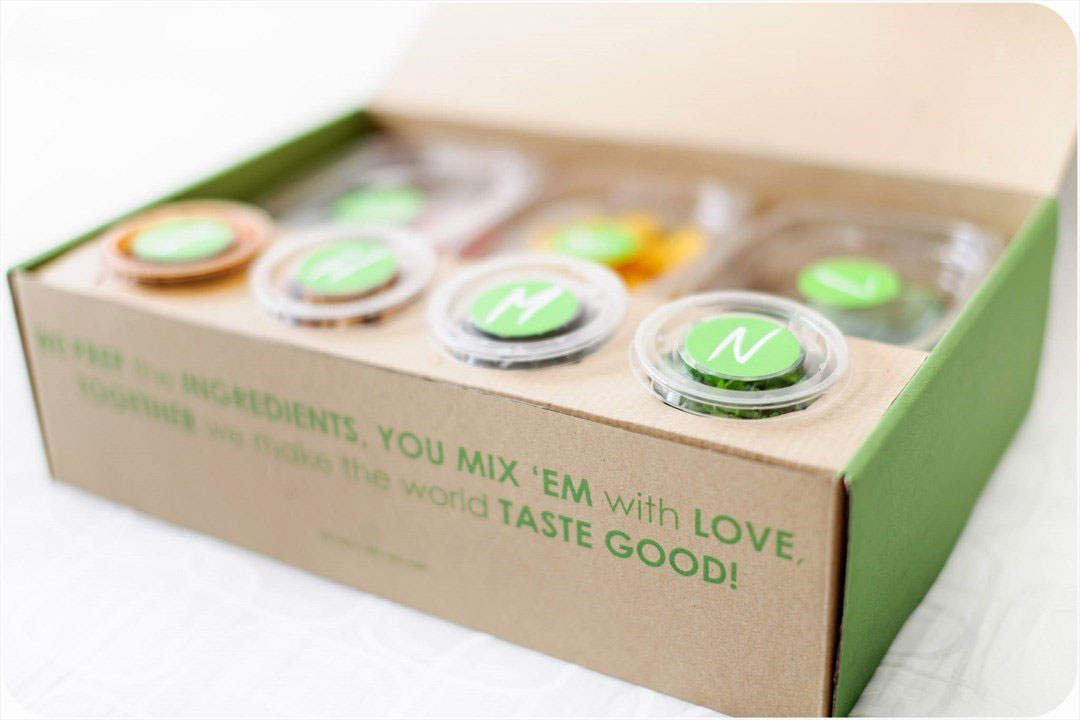 L
M
N
WE PREP the INGREDIENTS, YOU MIX ‘EM with LOVE,
TOGETHER we make the world TASTE GOOD!